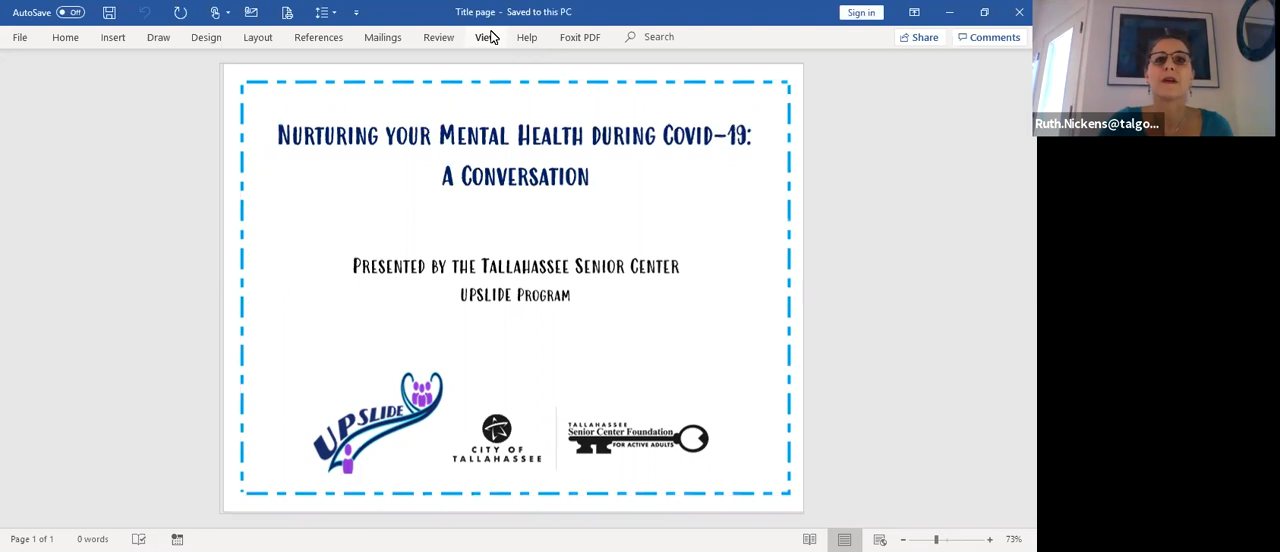 AutoSave Off
Title page - Saved to this PC
Sign in
File Home Insert Draw Design Layout References Mailings Review View Help Foxit PDF Search
Share Comments
Ruth.Nickens@talgo...
Nurturing your Mental Health during Covid-19:
A Conversation
Presented by the Tallahassee Senior Center
UPSLIDE Program
UPSLIDE
CITY OF
TALLAHASSEE
TALLAHASSEE
Senior Center Foundation
FOR ACTIVE ADULTS
Page 1 of 1 0 words 73%